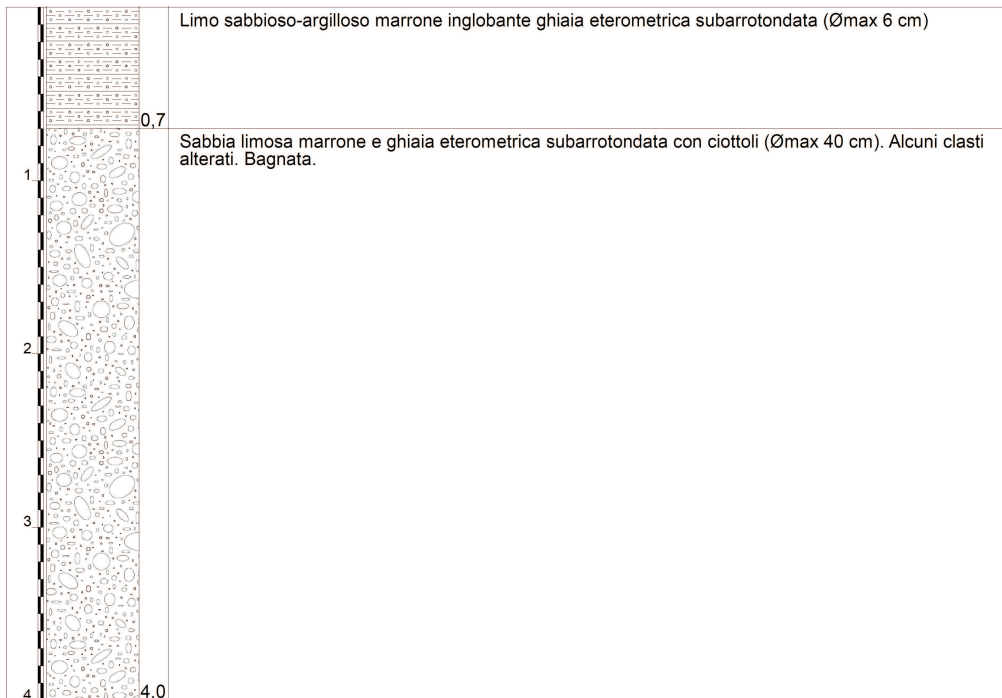 Limo sabbioso-argilloso marrone inglobante ghiaia eterometrica subarrotondata (Ømax 6 cm)
0,7
Sabbia limosa marrone e ghiaia eterometrica subarrotondata con ciottoli (Ømax 40 cm). Alcuni clasti
alterati. Bagnata.
1
2
3
4
4,0